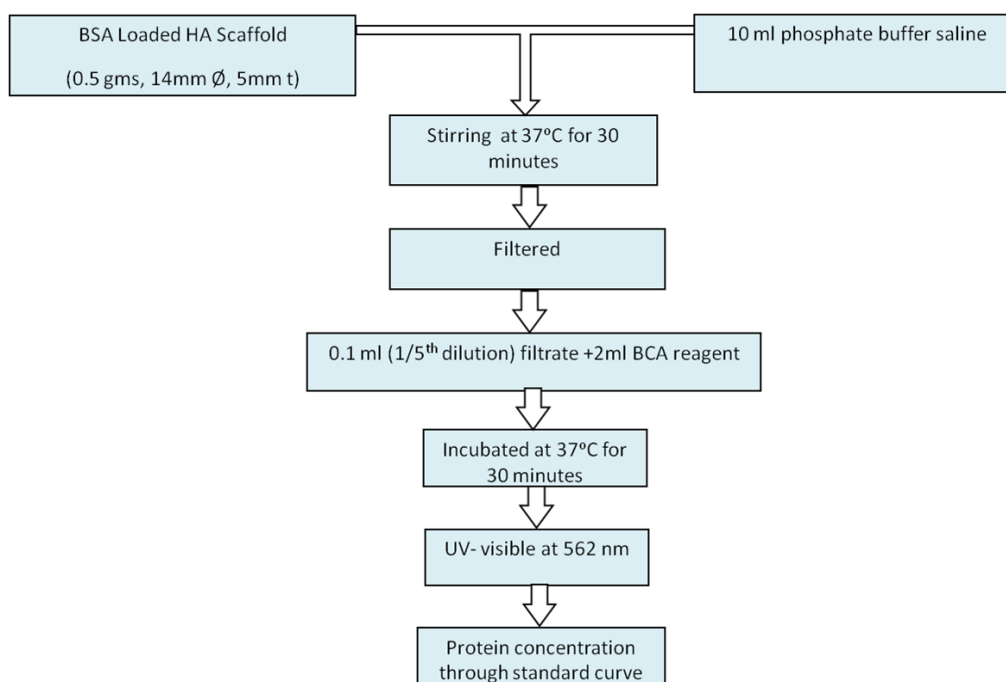 BSA Loaded HA Scaffold
(0.5 gms, 14mm Ø, 5mm t)
10 ml phosphate buffer saline
Stirring at 37ºC for 30
minutes
Filtered
0.1 ml (1/5th dilution) filtrate +2ml BCA reagent
Incubated at 37ºC for
30 minutes
UV- visible at 562 nm
Protein concentration
through standard curve